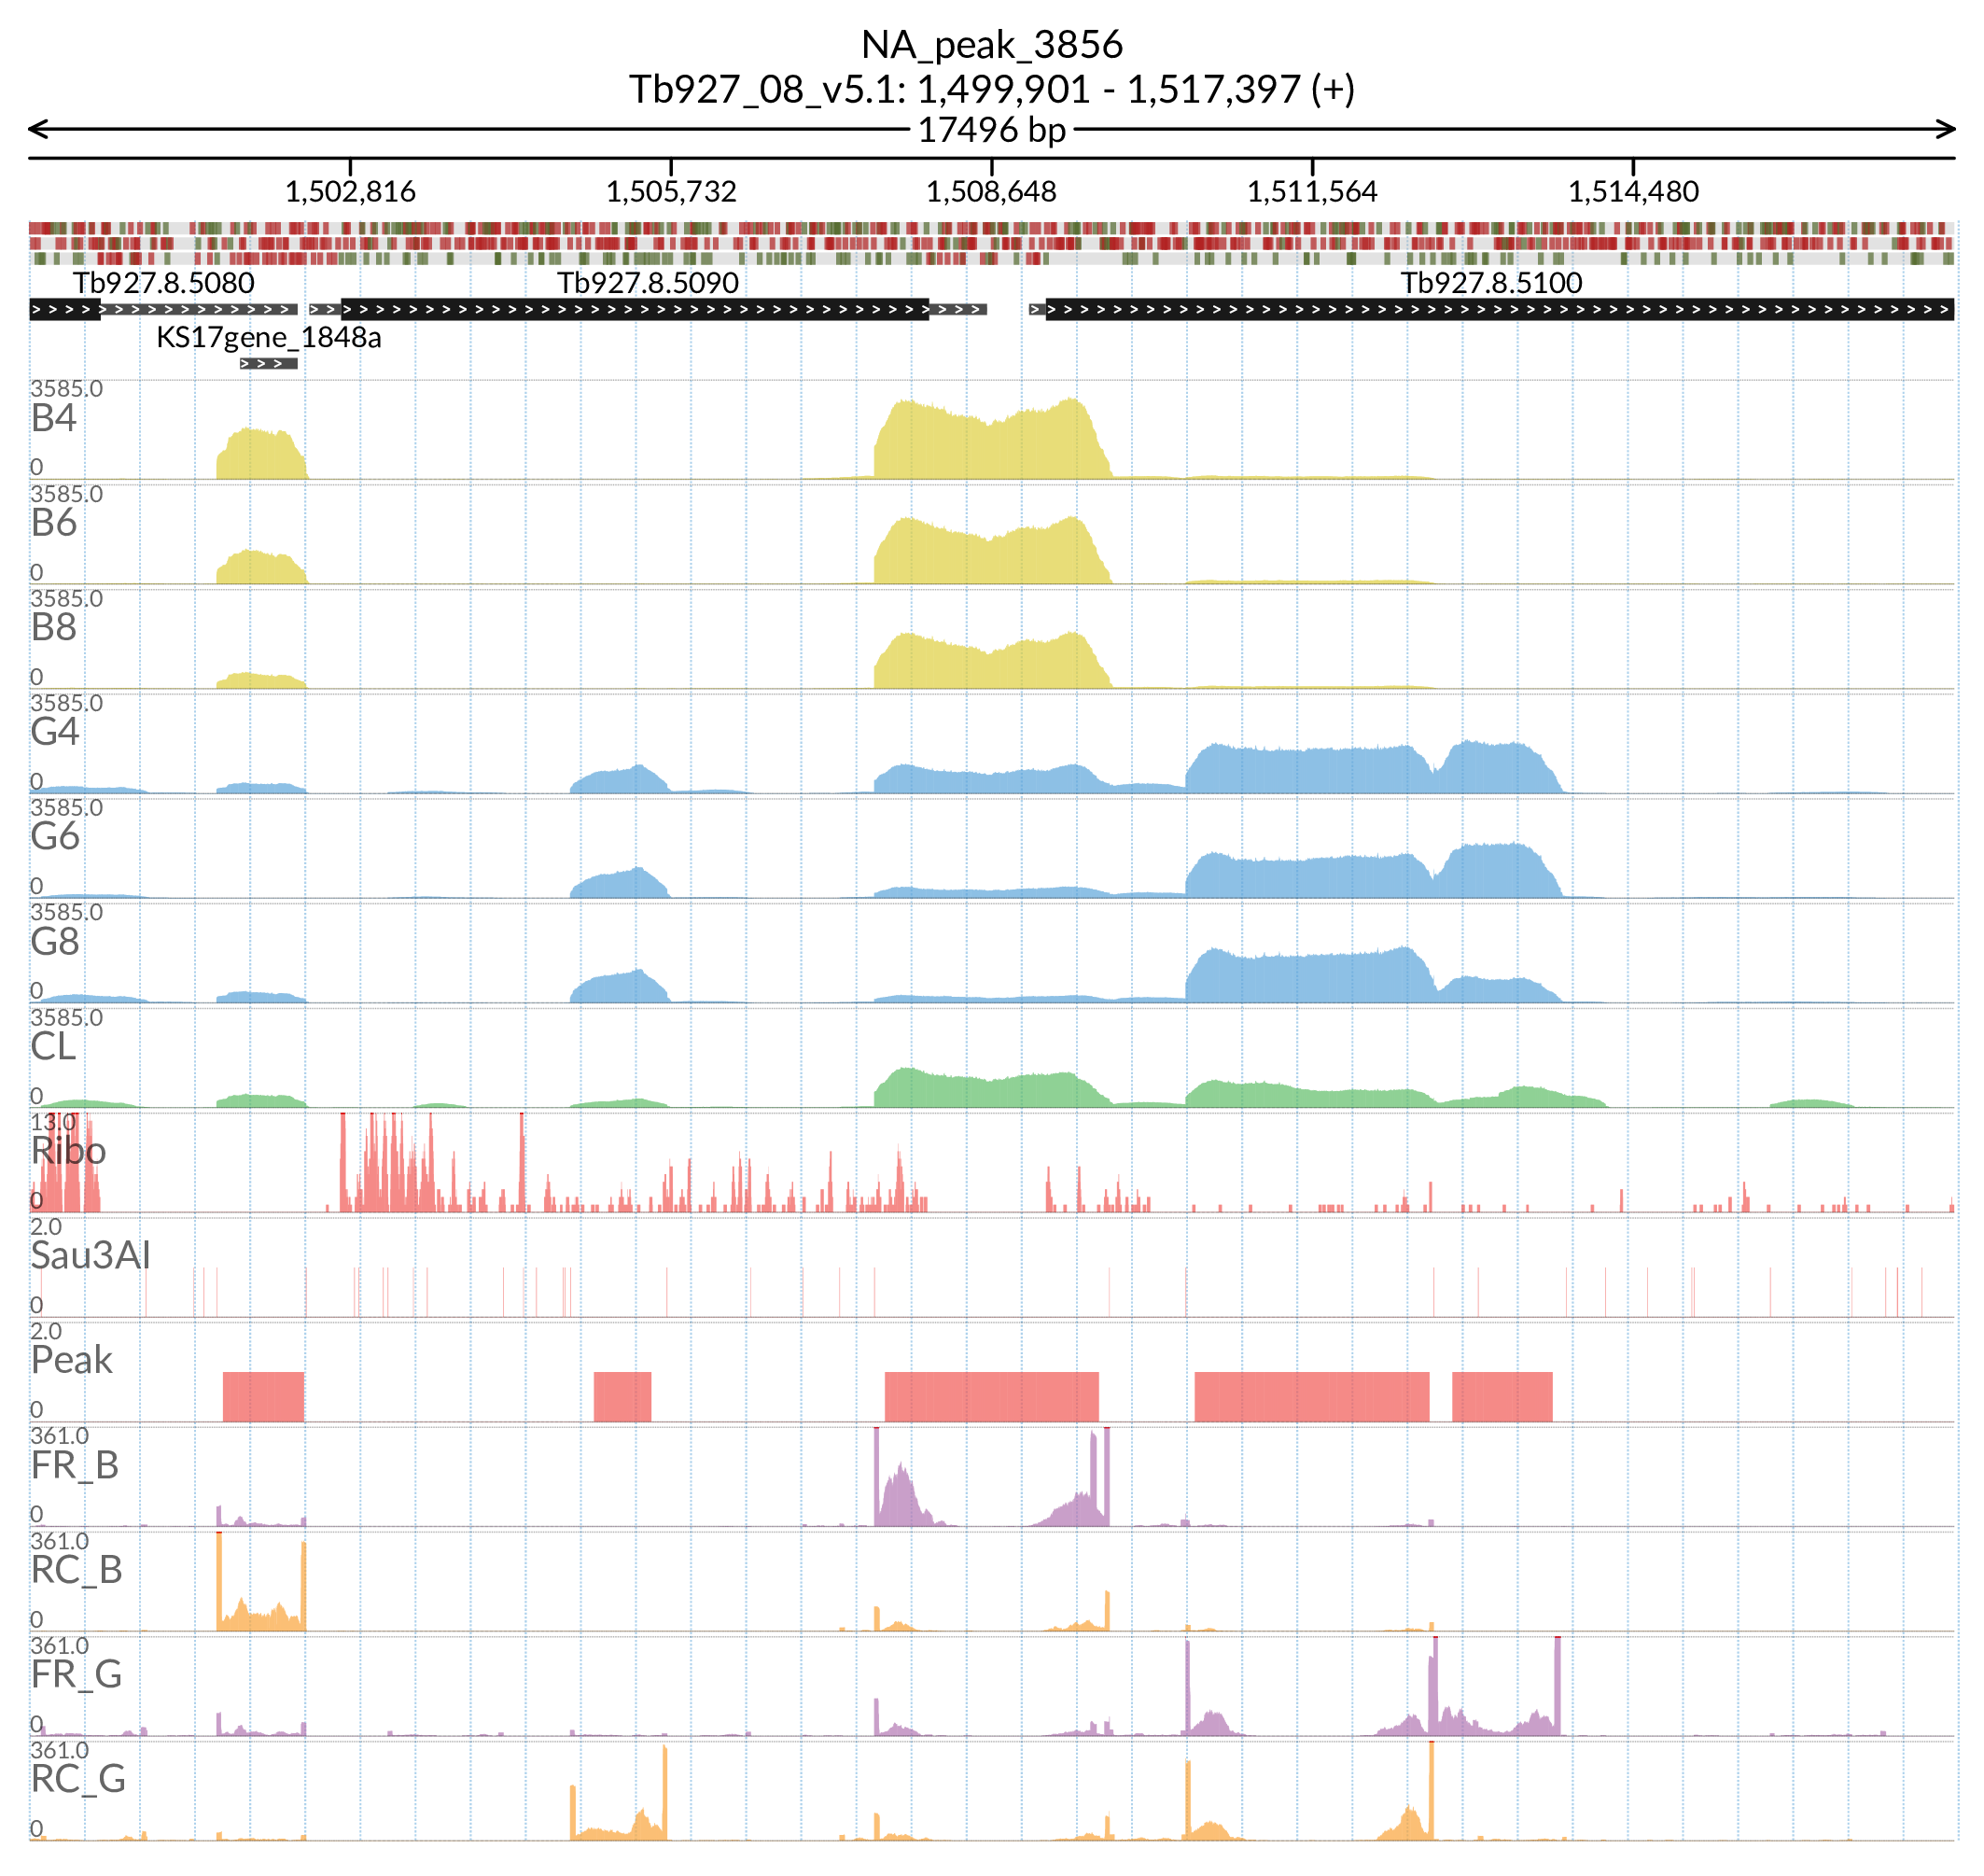 NA_peak_3856
Tb927_08_v5.1: 1,499,901 - 1,517,397 (+)
17496 bp
1,502,816 1,505,732 1,508,648 1,511,564 1,514,480
Tb927.8.5080 Tb927.8.5090 Tb927.8.5100
KS17gene_1848a
3585.0
B4
0
3585.0
B6
0
3585.0
B8
0
3585.0
G4
0
3585.0
G6
0
3585.0
G8
0
3585.0
CL
0
13.0
Ribo
0
2.0
Sau3AI
0
2.0
Peak
0
361.0
FR_B
0
361.0
RC_B
0
361.0
FR_G
0
361.0
RC_G
0